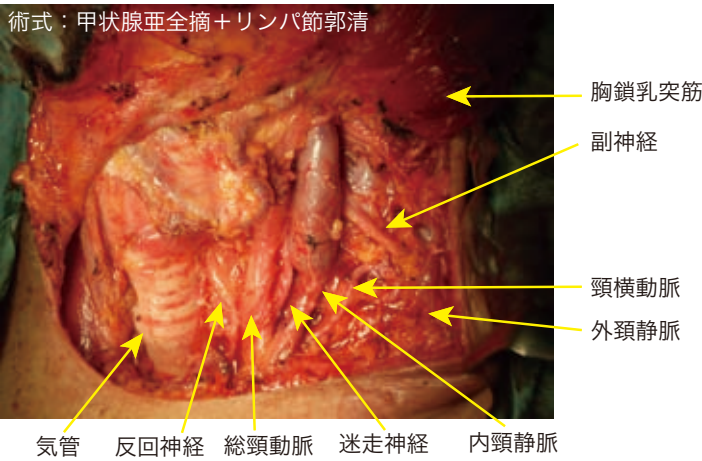 術式：甲状腺亜全摘＋リンパ節郭清
胸鎖乳突筋
副神経
頸横動脈
外頚静脈
気管
反回神経
総頸動脈
迷走神経
内頸静脈